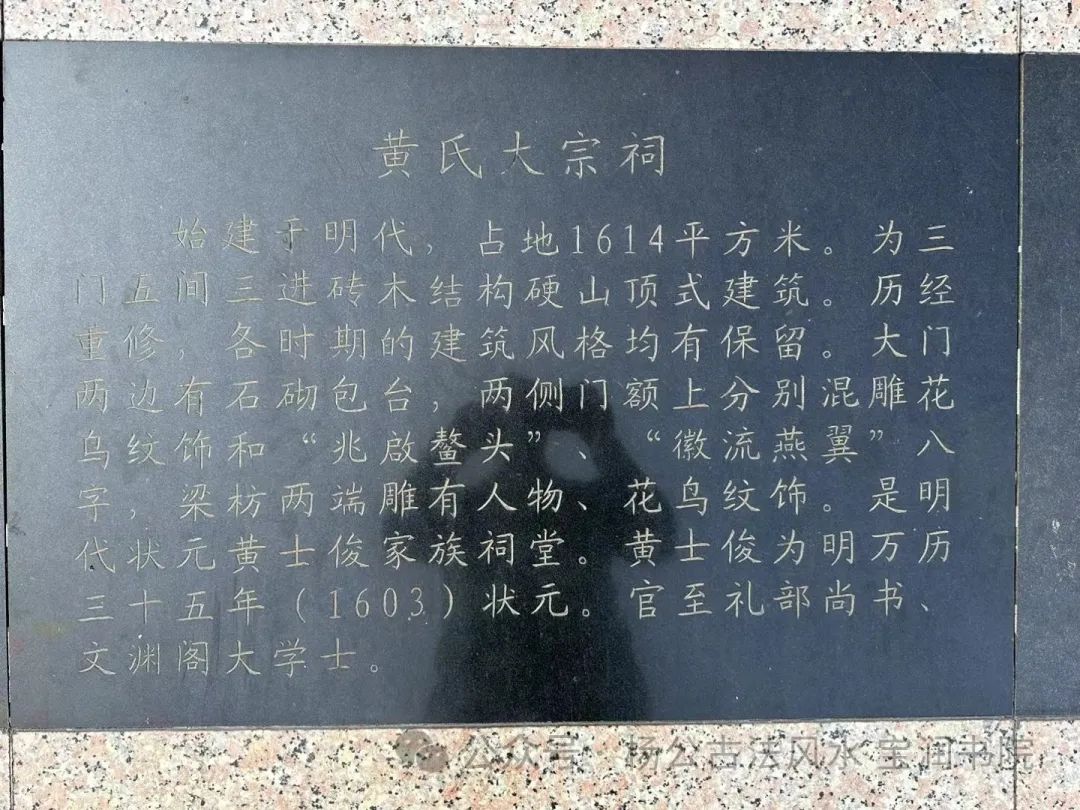 黄氏大宗祠
始建于明代，占地1614平方米。为三
门五间三进砖木结构硬山顶式建筑。历经
重修，各时期的建筑风格均有保留。大门
两边有石砌包台，两侧门额上分别混雕花
鸟纹饰和“兆啟鳌头”、“徽流燕翼”八
字，梁枋两端雕有人物、花鸟纹饰。是明
代状元黄士俊家族祠堂。黄士俊为明万历
三十五年（1603）状元。官至礼部尚书、
文渊阁大学士。
公众号·杨公古法风水宝润书院